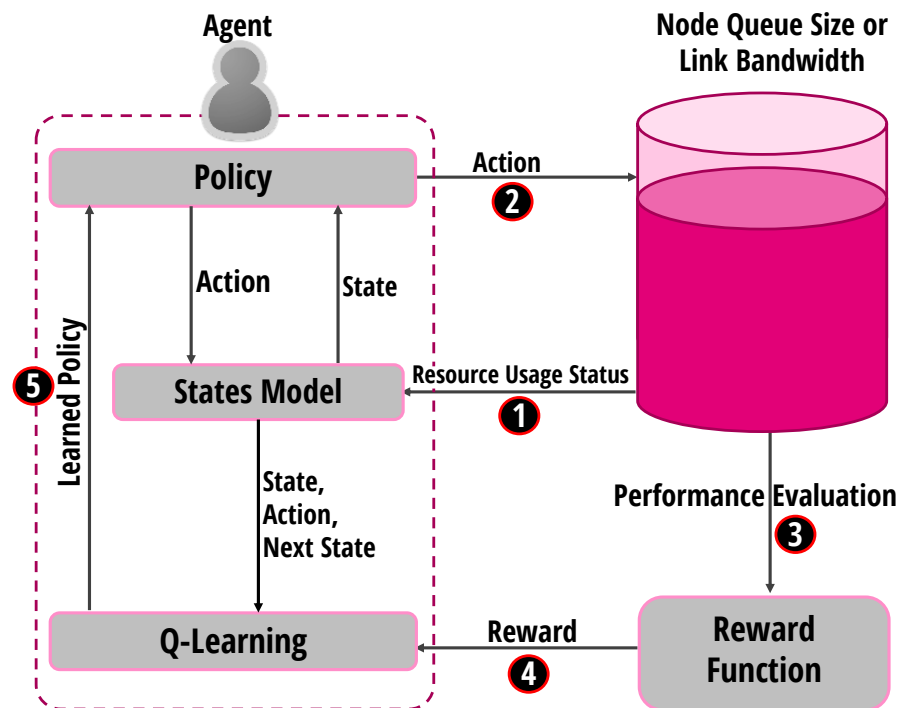 Agent
Node Queue Size or
Link Bandwidth
Policy
Action
2
Action
State
States Model
Resource Usage Status
1
5
Learned Policy
State,
Action,
Next State
Performance Evaluation
3
Q-Learning
Reward
4
Reward
Function